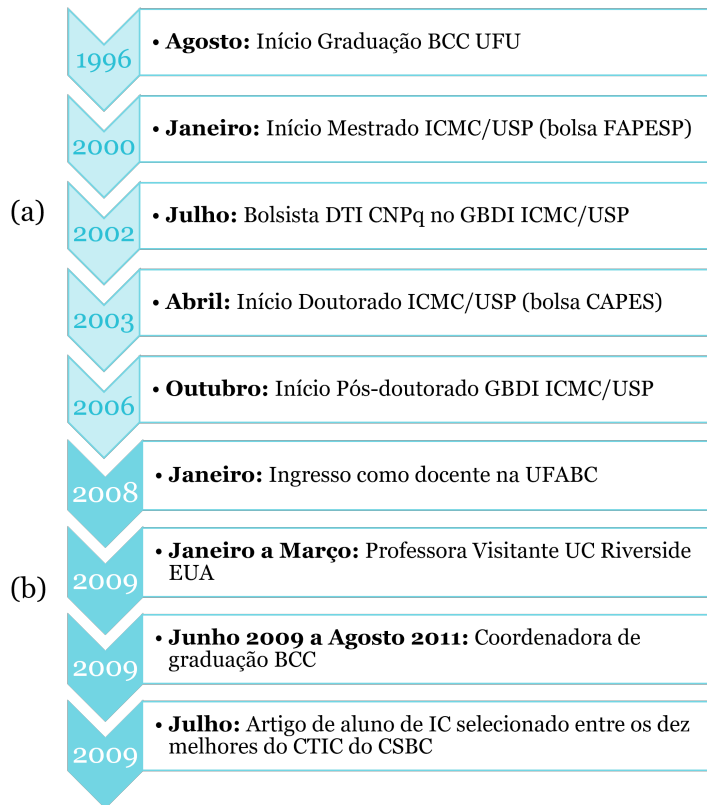 1996
• Agosto: Início Graduação BCC UFU
2000
• Janeiro: Início Mestrado ICMC/USP (bolsa FAPESP)
(a)
2002
• Julho: Bolsista DTI CNPq no GBDI ICMC/USP
2003
• Abril: Início Doutorado ICMC/USP (bolsa CAPES)
2006
• Outubro: Início Pós-doutorado GBDI ICMC/USP
2008
• Janeiro: Ingresso como docente na UFABC
(b)
2009
• Janeiro a Março: Professora Visitante UC Riverside
EUA
2009
• Junho 2009 a Agosto 2011: Coordenadora de
graduação BCC
2009
• Julho: Artigo de aluno de IC selecionado entre os dez
melhores do CTIC do CSBC